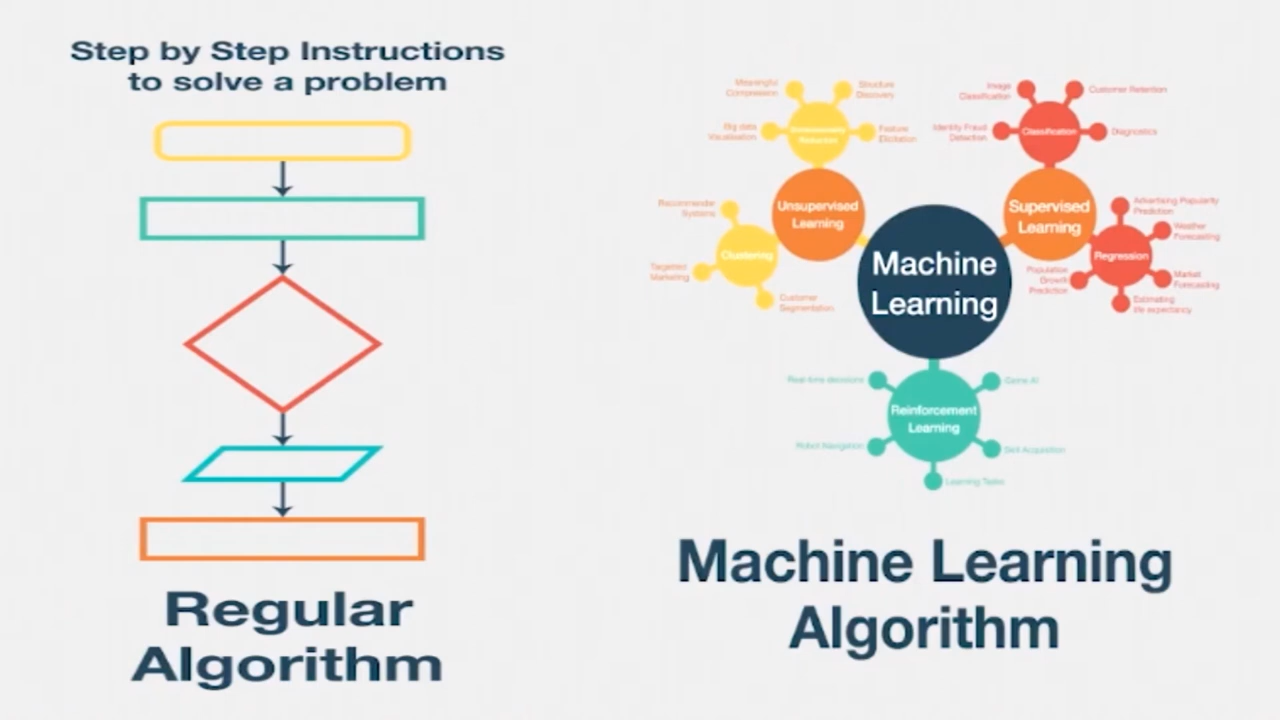 Step by Step Instructions
to solve a problem
Regular
Algorithm
Meaningful
Compression
Structure
Discovery
Big data
Visualisation
Feature
Elicitation
Reduction
Unsupervised
Learning
Recommender
Systems
Clustering
Targeted
Marketing
Customer
Segmentation
Machine
Learning
Image
Classification
Customer Retention
Identity Fraud
Detection
Classification
Diagnostics
Supervised
Learning
Advertising Popularity
Prediction
Weather
Forecasting
Regression
Population
Growth
Prediction
Market
Forecasting
Estimating
life expectancy
Real-time decisions
Game AI
Reinforcement
Learning
Robot Navigation
Skill Acquisition
Learning Tasks
Machine Learning
Algorithm